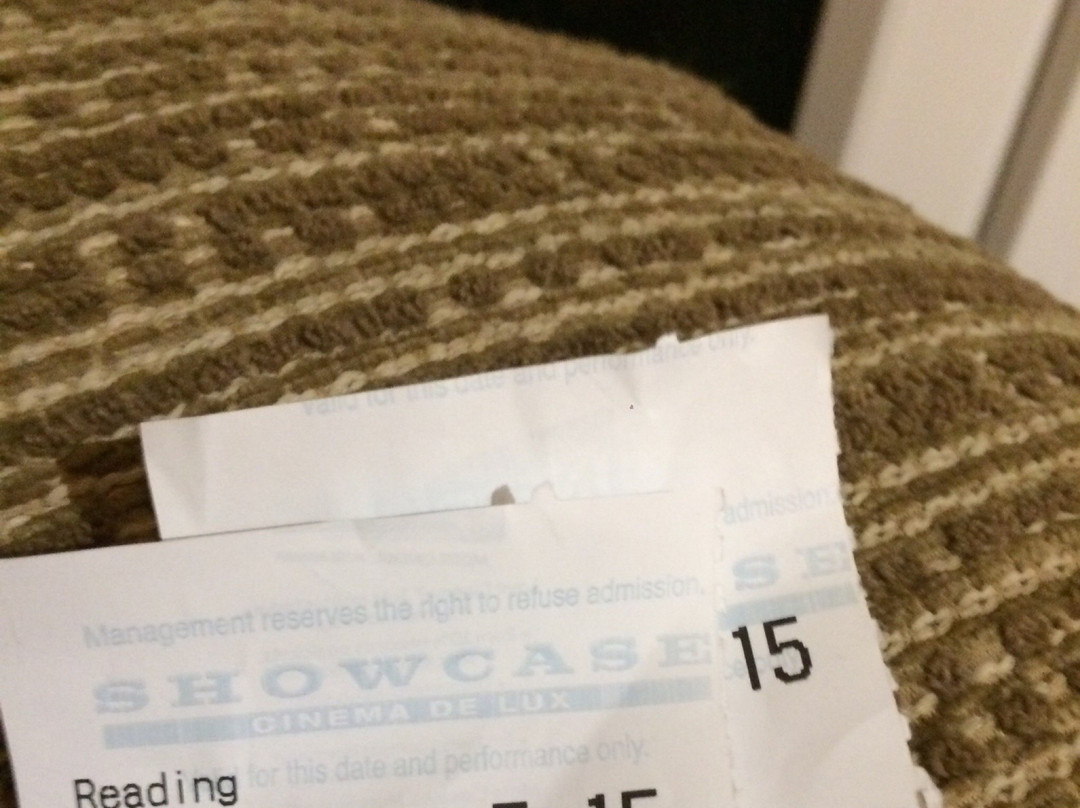 Valid for this date and performance only.
admission.
SE
15
Management reserves the right to refuse admission.
SHOWCASE
CINEMA DE LUX
for this date and performance only.
Reading